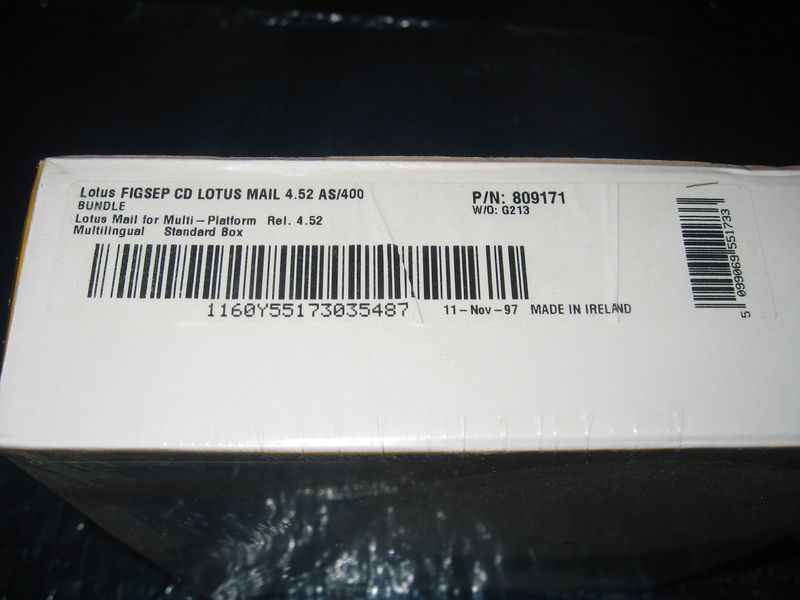 Lotus FIGSEP CD LOTUS MAIL 4.52 AS/400
BUNDLE
Lotus Mail for Multi-Platform Rel. 4.52
Multilingual Standard Box
P/N: 809171
W/O: G213
1160Y55173035487
11-Nov-97 MADE IN IRELAND
5 099069 551733